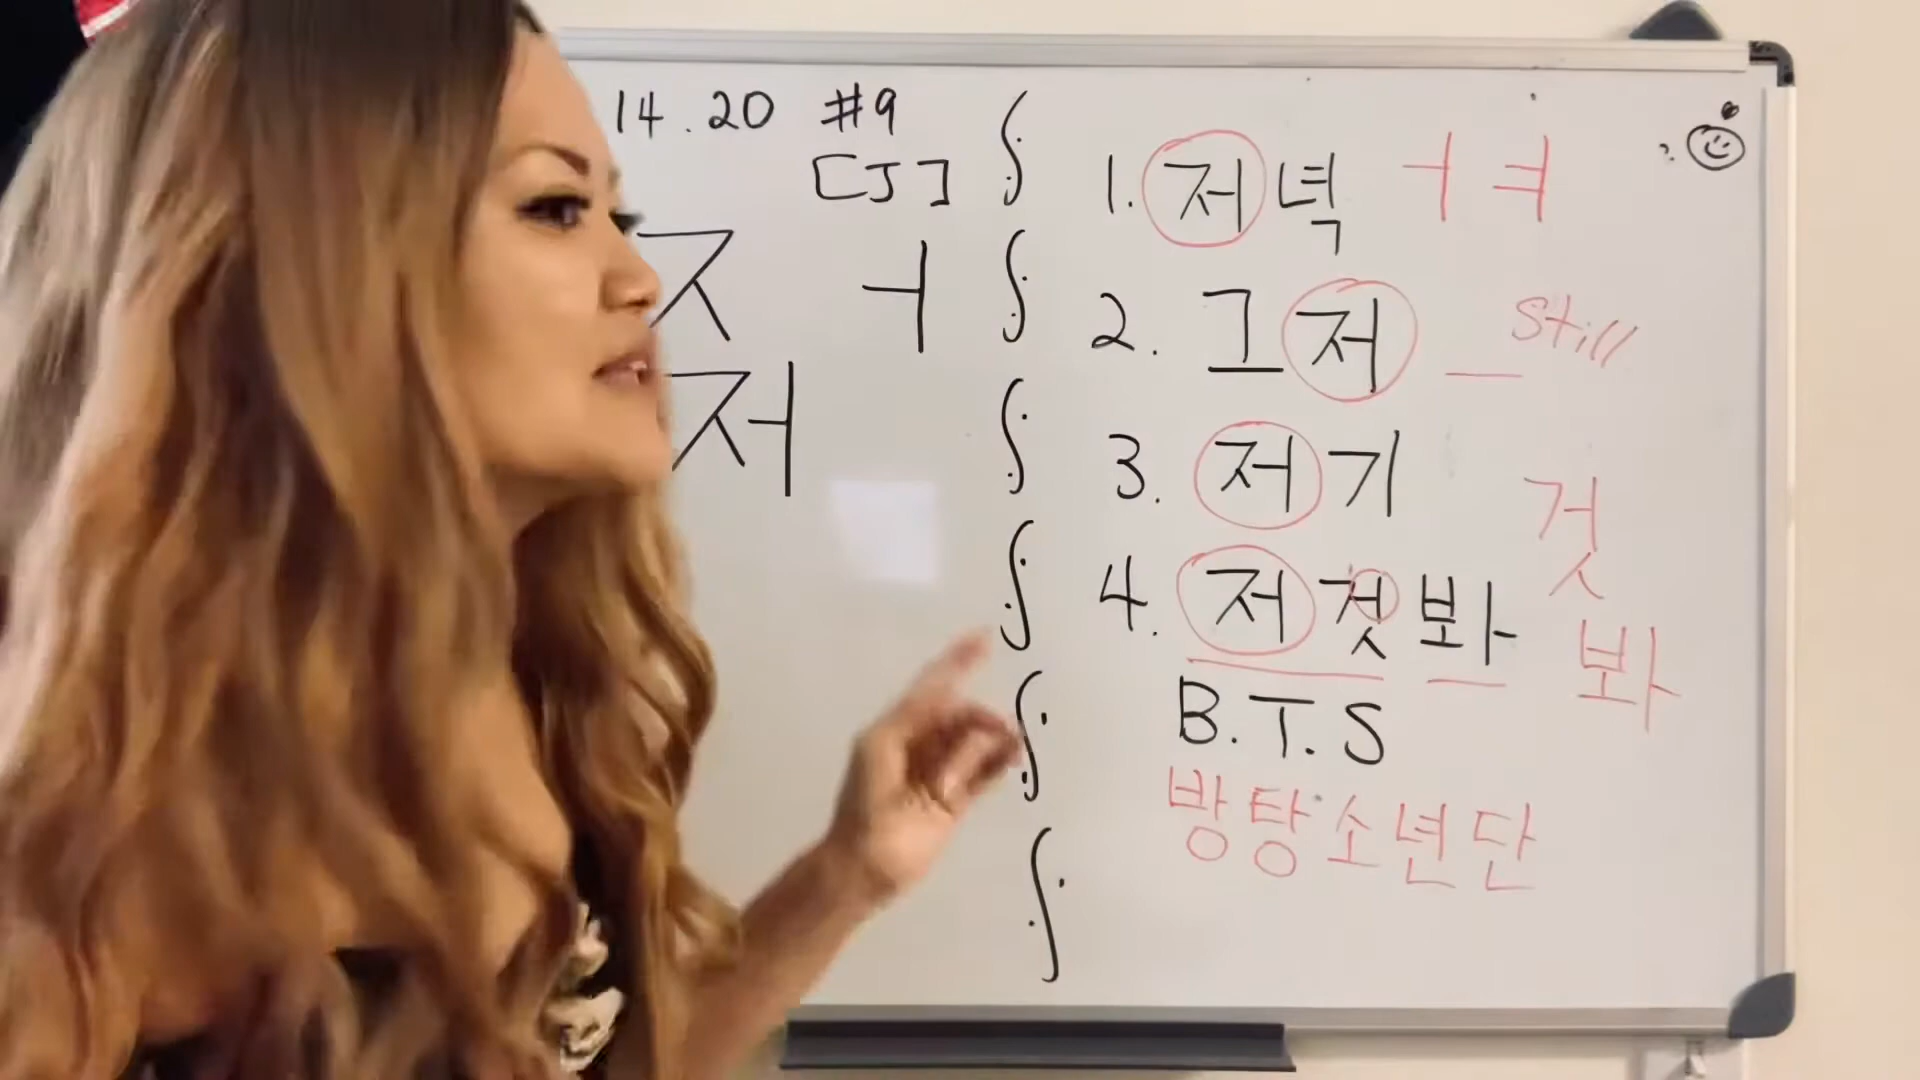 14.20 #9
[J]
ㅈ ㅓ
저
1. 저녁 ㅓ ㅕ
2. 그저 _ still
3. 저기
4. 저것봐
것
봐
B.T.S
방탕소년단